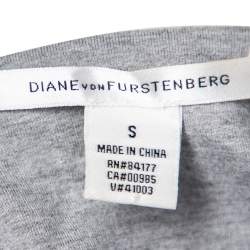 DIANE VON FURSTENBERG
S
MADE IN CHINA
RN#84177
CA#00985
V#41003